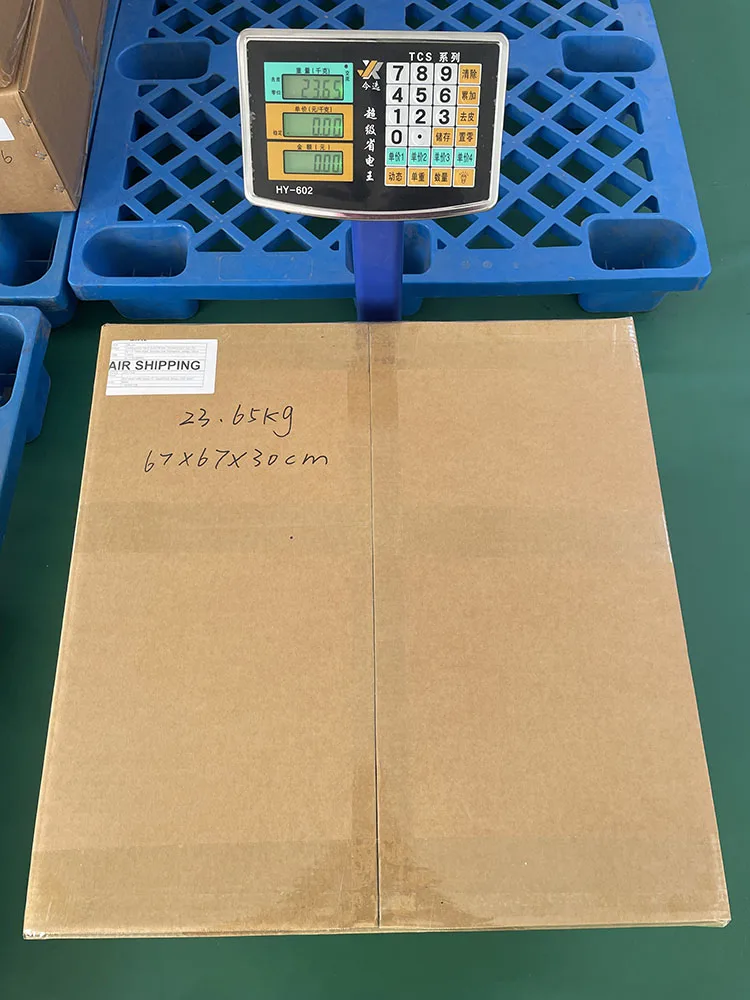 TCS 系列
重量(千克)
交流
23.65
单价(元/千克)
0.00
金额(元)
0.00
HY-602
今选
超级省电王
7 8 9 清除
4 5 6 累加
1 2 3 去皮
0 · 储存 置零
单价1 单价2 单价3 单价4
动态 单重 数量
AIR SHIPPING
23.65kg
67x67x30cm
6